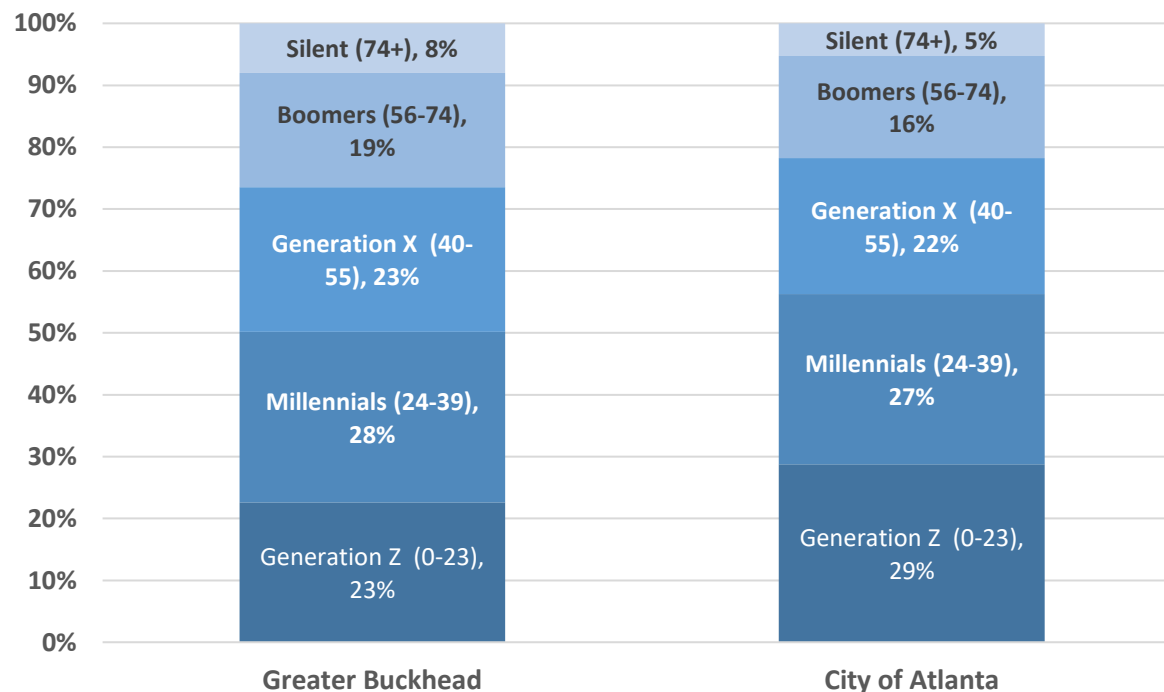 100%
90%
80%
70%
60%
50%
40%
30%
20%
10%
0%
Silent (74+), 8%
Boomers (56-74),
19%
Generation X  (40-
55), 23%
Millennials (24-39),
28%
Generation Z  (0-23),
23%
Greater Buckhead
Silent (74+), 5%
Boomers (56-74),
16%
Generation X  (40-
55), 22%
Millennials (24-39),
27%
Generation Z  (0-23),
29%
City of Atlanta